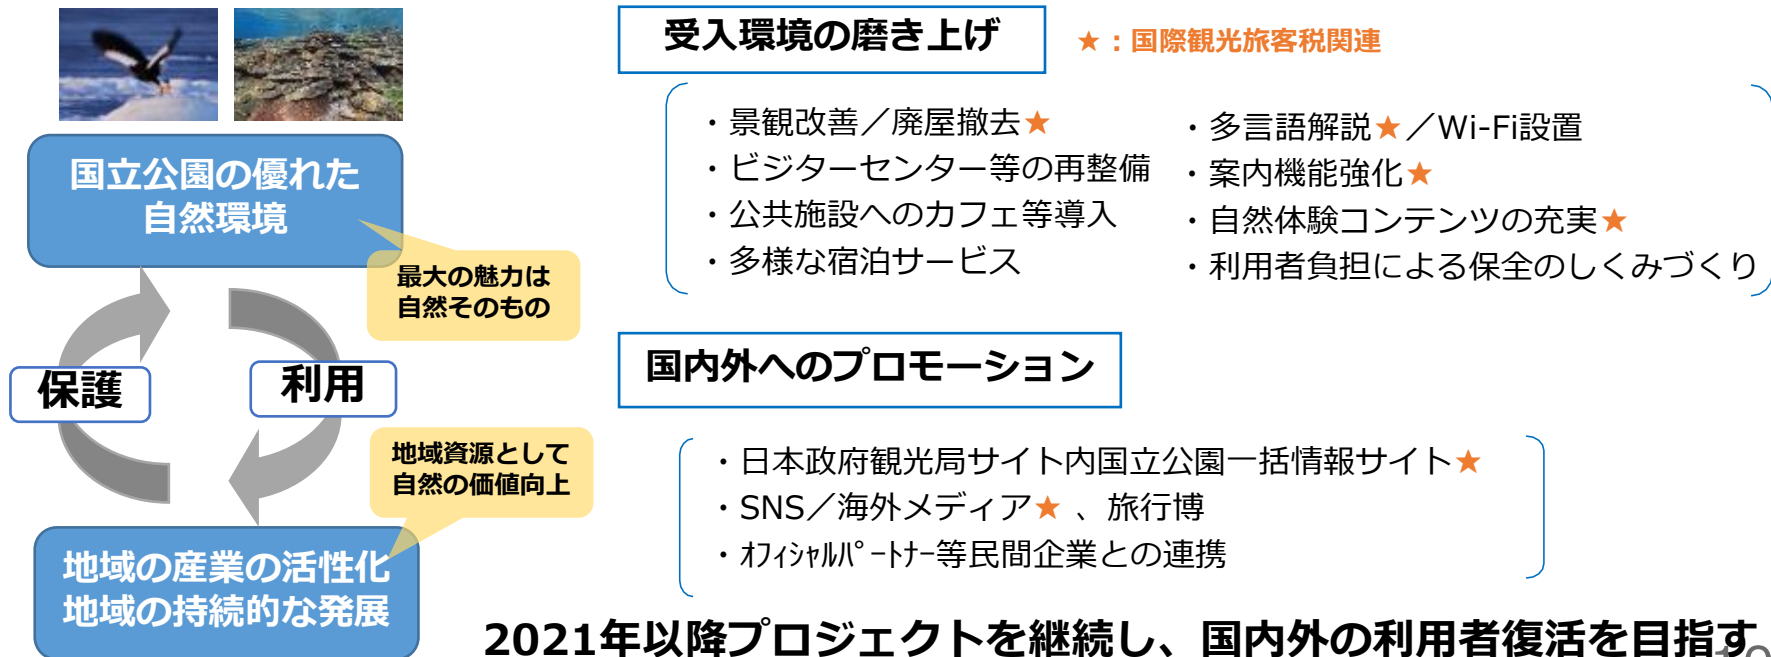 国立公園の優れた
自然環境
最大の魅力は
自然そのもの
保護
利用
地域資源として
自然の価値向上
地域の産業の活性化
地域の持続的な発展
受入環境の磨き上げ
★：国際観光旅客税関連
・景観改善／廃屋撤去★
・ビジターセンター等の再整備
・公共施設へのカフェ等導入
・多様な宿泊サービス
・多言語解説★／Wi-Fi設置
・案内機能強化★
・自然体験コンテンツの充実★
・利用者負担による保全のしくみづくり
国内外へのプロモーション
・日本政府観光局サイト内国立公園一括情報サイト★
・SNS／海外メディア★ 、旅行博
・ｵﾌｨｼｬﾙﾊﾟｰﾄﾅｰ等民間企業との連携
2021年以降プロジェクトを継続し、国内外の利用者復活を目指す